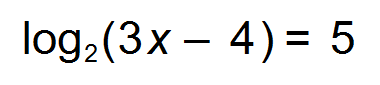 log₂(3x – 4) = 5